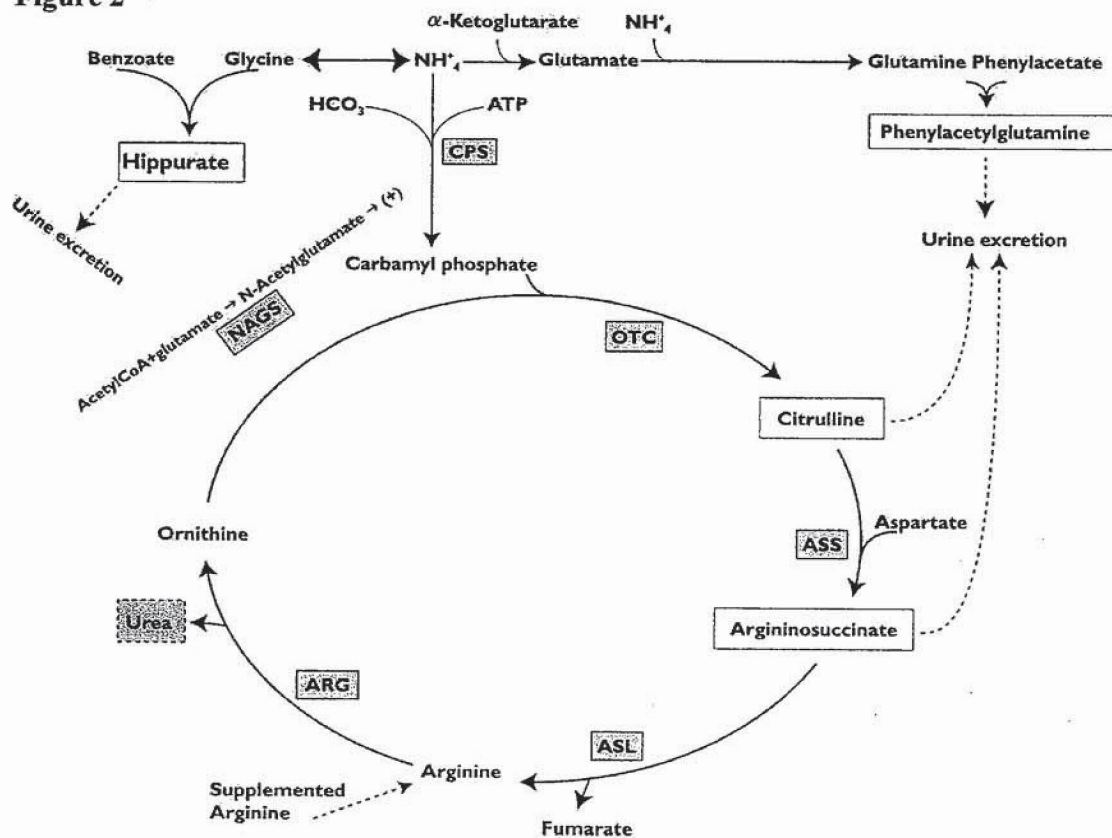 Figure 2
α-Ketoglutarate
NH⁺₄
Benzoate
Glycine
NH⁺₄
Glutamate
Glutamine Phenylacetate
HCO₃
ATP
CPS
Phenylacetylglutamine
Hippurate
Urine excretion
Urine excretion
AcetylCoA+glutamate → N-Acetylglutamate → (+)
NAGS
Carbamyl phosphate
OTC
Citrulline
Ornithine
Aspartate
ASS
Urea
Argininosuccinate
ARG
ASL
Arginine
Supplemented
Arginine
Fumarate